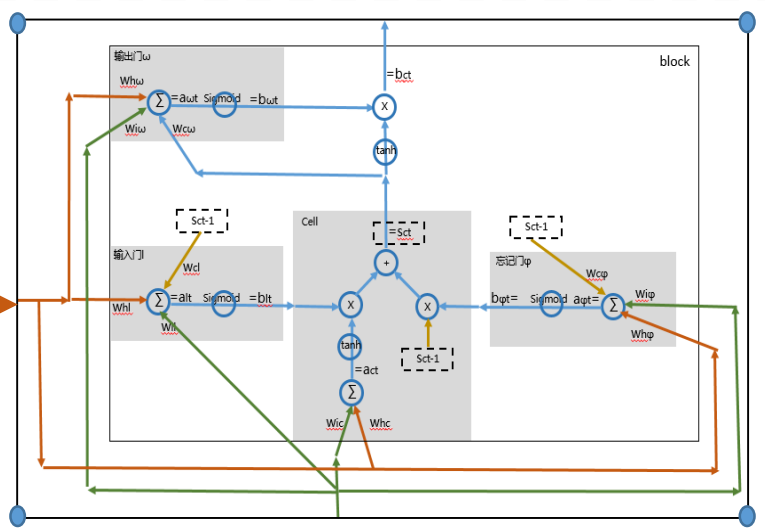 输出门ω
block
Whω
=bct
Σ
=aωt
Sigmoid
=bωt
X
Wiω
Wcω
tanh
Sct-1
Cell
=Sct
Sct-1
输入门l
Wcl
+
忘记门φ
Wcφ
Σ
=alt
Sigmoid
=blt
X
X
bφt=
Sigmoid
aφt=
Σ
Wiφ
Whl
Wil
tanh
Sct-1
Whφ
=act
Σ
Wic
Whc